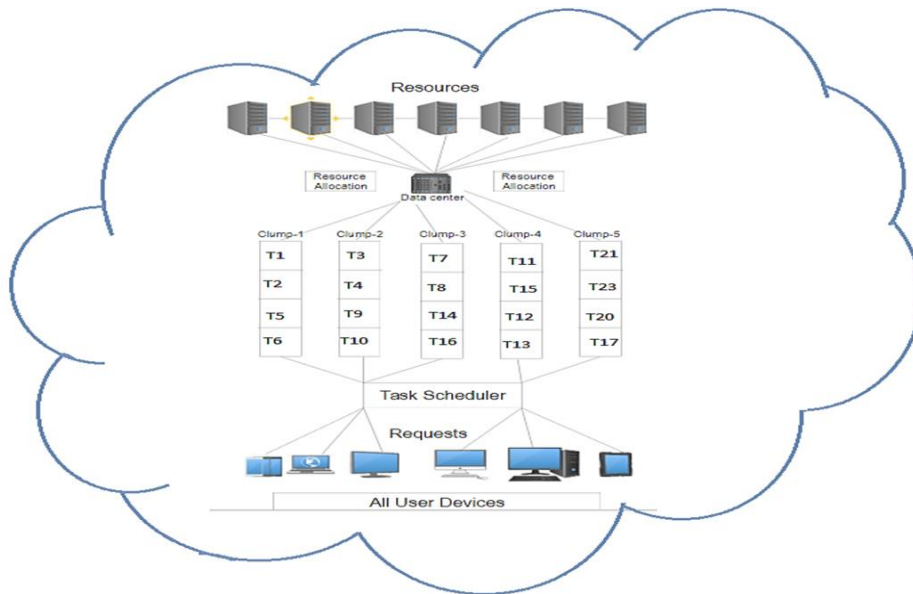 Resources
Resource Allocation
Resource Allocation
Data center
Clump-1 Clump-2 Clump-3 Clump-4 Clump-5
T1 T3 T7 T11 T21
T2 T4 T8 T15 T23
T5 T9 T14 T12 T20
T6 T10 T16 T13 T17
Task Scheduler
Requests
All User Devices